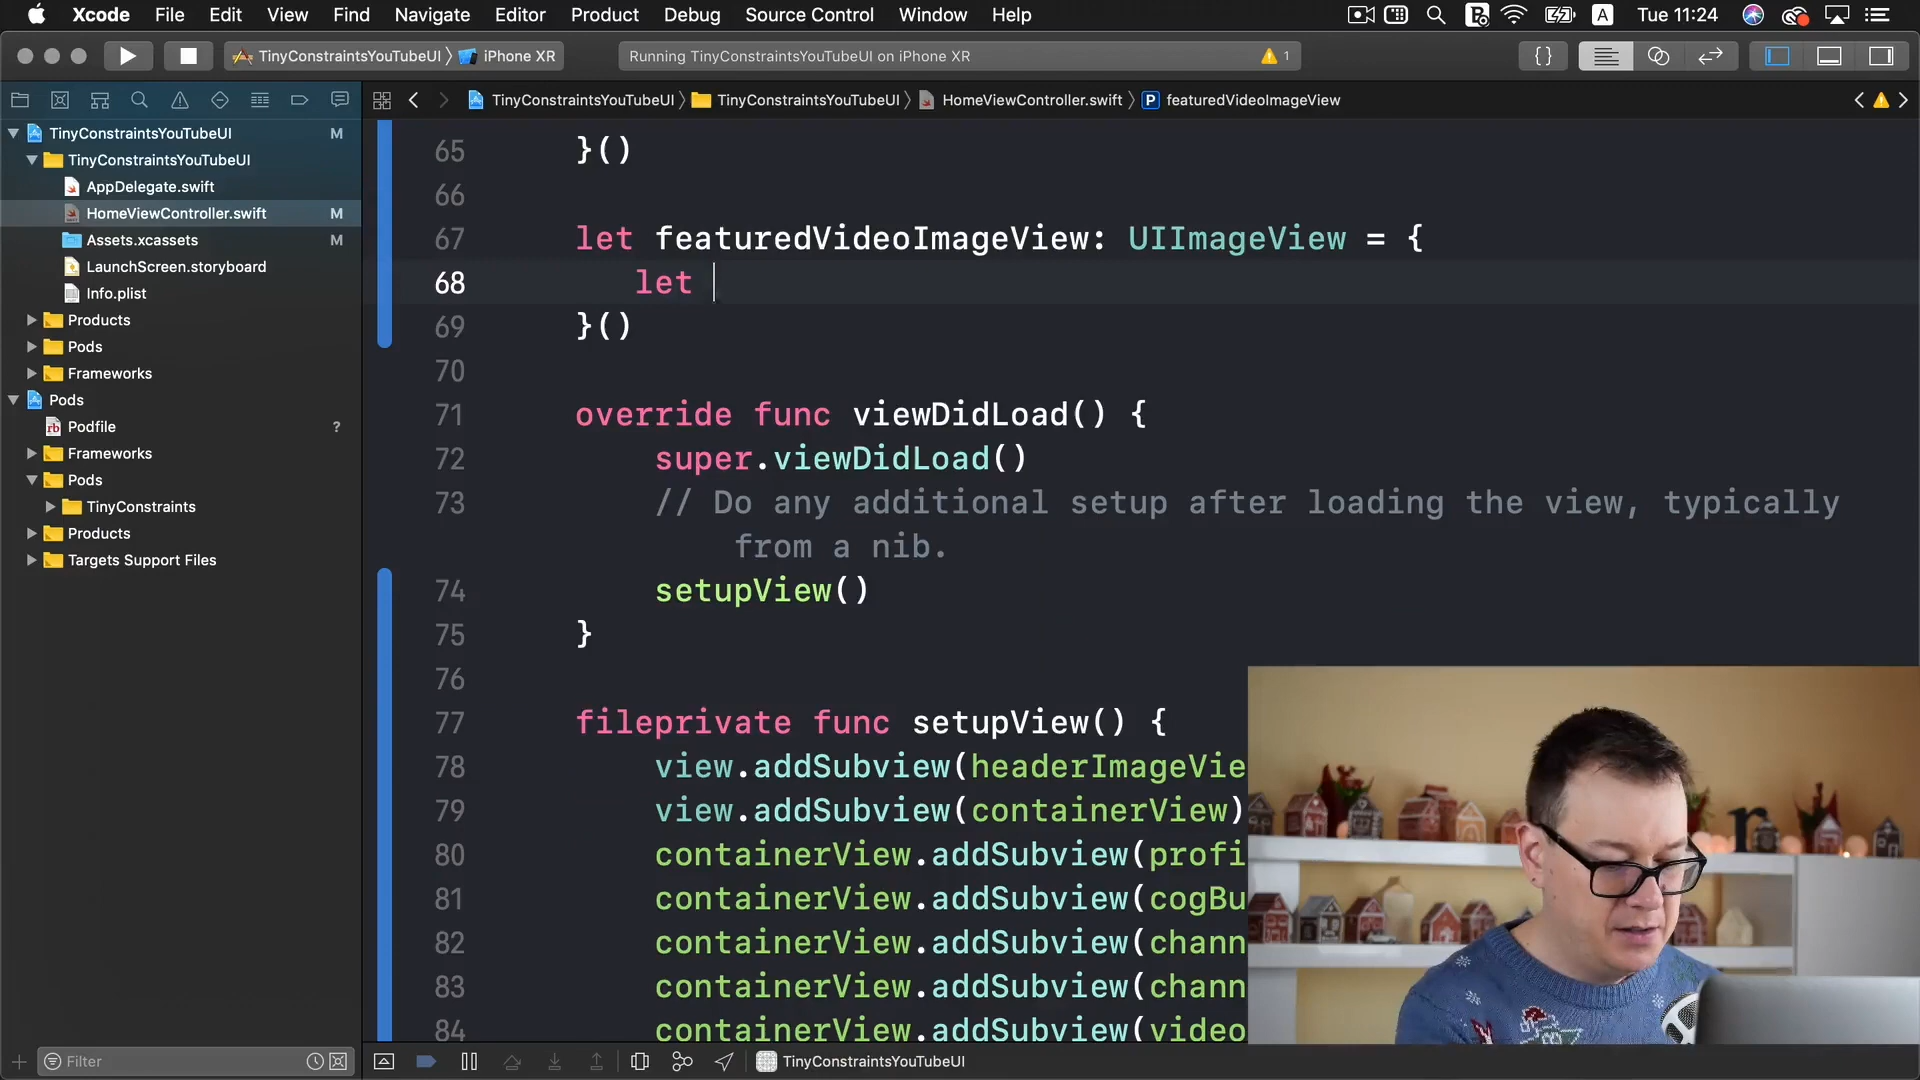 Xcode File Edit View Find Navigate Editor Product Debug Source Control Window Help A Tue 11:24
TinyConstraintsYouTubeUI iPhone XR Running TinyConstraintsYouTubeUI on iPhone XR 1 {}
TinyConstraintsYouTubeUI TinyConstraintsYouTubeUI HomeViewController.swift P featuredVideoImageView
TinyConstraintsYouTubeUI M
TinyConstraintsYouTubeUI
AppDelegate.swift
HomeViewController.swift M
Assets.xcassets M
LaunchScreen.storyboard
Info.plist
Products
Pods
Frameworks
Pods
rb Podfile ?
Frameworks
Pods
TinyConstraints
Products
Targets Support Files
Filter
65 }()
66
67 let featuredVideoImageView: UIImageView = {
68 let
69 }()
70
71 override func viewDidLoad() {
72 super.viewDidLoad()
73 // Do any additional setup after loading the view, typically
from a nib.
74 setupView()
75 }
76
77 fileprivate func setupView() {
78 view.addSubview(headerImageVie
79 view.addSubview(containerView)
80 containerView.addSubview(profi
81 containerView.addSubview(cogBu
82 containerView.addSubview(chann
83 containerView.addSubview(chann
84 containerView.addSubview(video
TinyConstraintsYouTubeUI